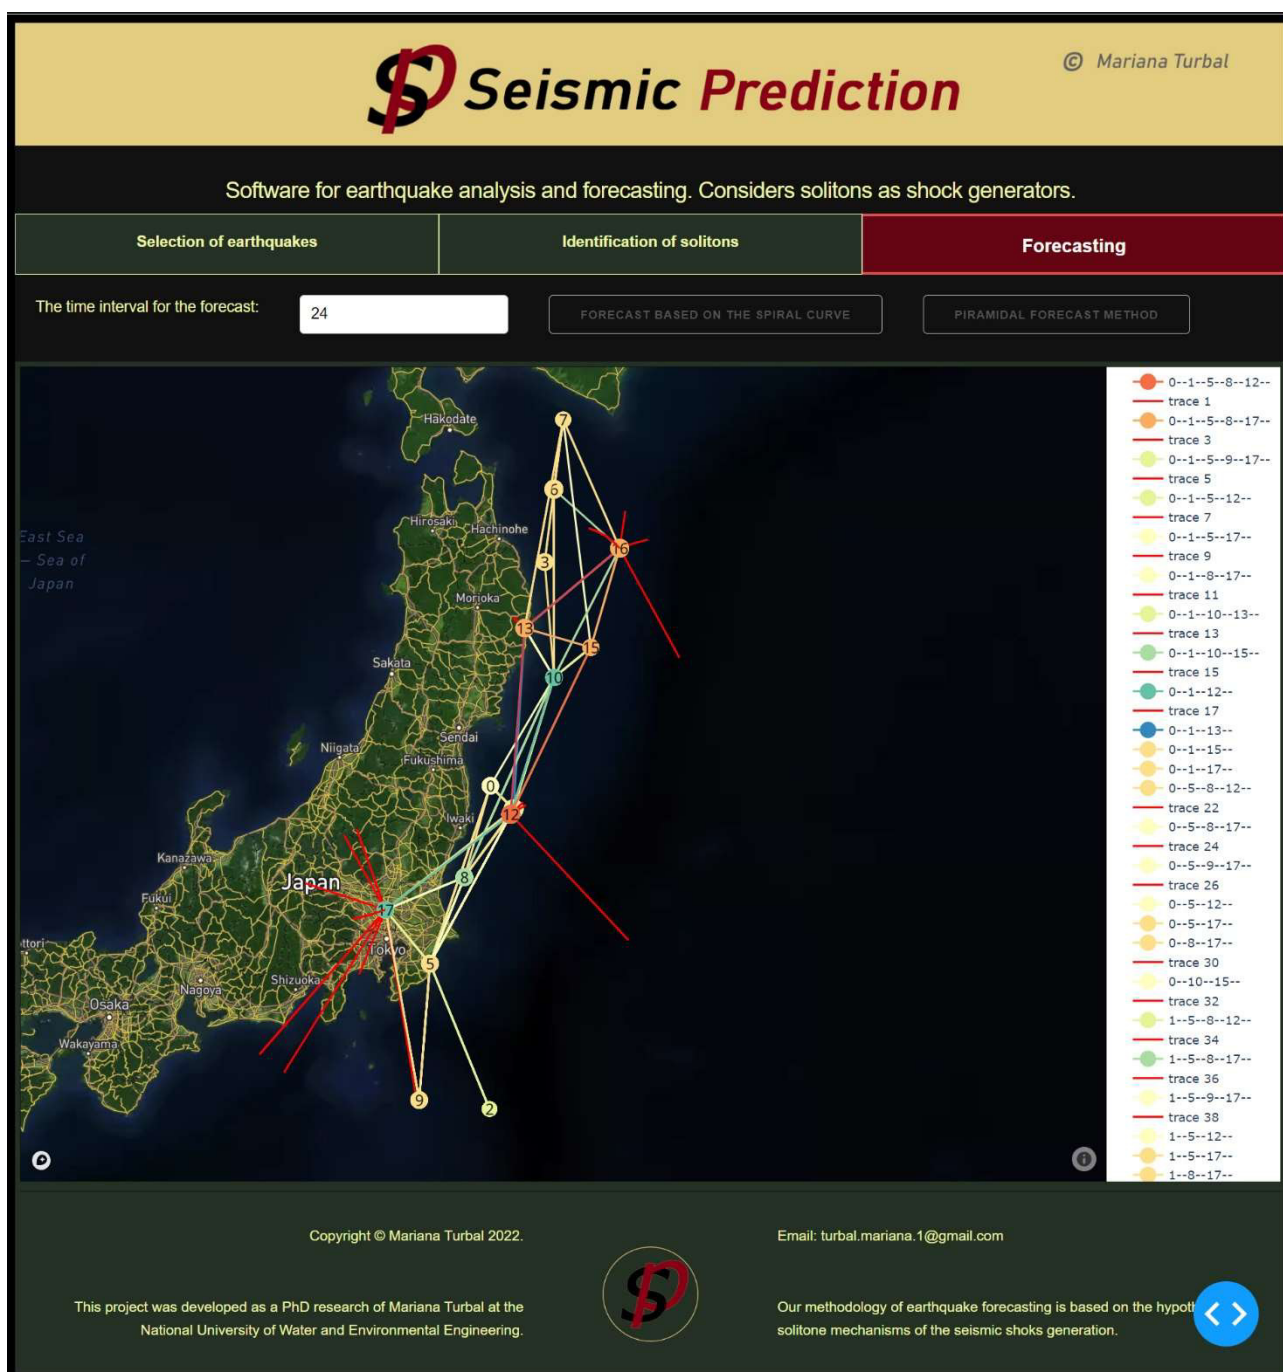 Seismic Prediction
© Mariana Turbal
Software for earthquake analysis and forecasting. Considers solitons as shock generators.
Selection of earthquakes
Identification of solitons
Forecasting
The time interval for the forecast:
24
FORECAST BASED ON THE SPIRAL CURVE
PIRAMIDAL FORECAST METHOD
Hakodate
7
6
Hirosaki
Hachinohe
16
East Sea
— Sea of
Japan
3
Morioka
13
15
Sakata
10
Sendai
Niigata
Fukushima
0
12
Iwaki
Kanazawa
8
Japan
Fukui
17
ttori
Tokyo
5
Shizuoka
Nagoya
Osaka
Wakayama
9
2
0--1--5--8--12--
trace 1
0--1--5--8--17--
trace 3
0--1--5--9--17--
trace 5
0--1--5--12--
trace 7
0--1--5--17--
trace 9
0--1--8--17--
trace 11
0--1--10--13--
trace 13
0--1--10--15--
trace 15
0--1--12--
trace 17
0--1--13--
0--1--15--
0--1--17--
0--5--8--12--
trace 22
0--5--8--17--
trace 24
0--5--9--17--
trace 26
0--5--12--
0--5--17--
0--8--17--
trace 30
0--10--15--
trace 32
1--5--8--12--
trace 34
1--5--8--17--
trace 36
1--5--9--17--
trace 38
1--5--12--
1--5--17--
1--8--17--
Copyright © Mariana Turbal 2022.
This project was developed as a PhD research of Mariana Turbal at the
National University of Water and Environmental Engineering.
Email: turbal.mariana.1@gmail.com
Our methodology of earthquake forecasting is based on the hypoth
solitone mechanisms of the seismic shoks generation.